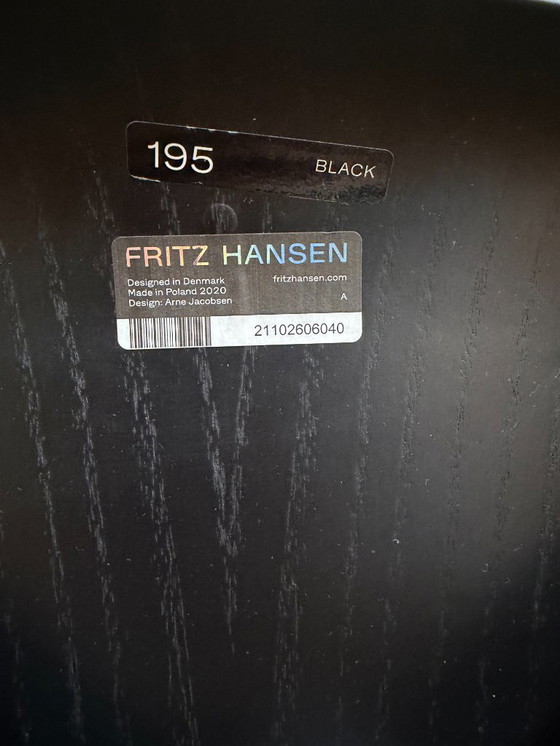 195 BLACK
FRITZ HANSEN
Designed in Denmark fritzhansen.com
Made in Poland 2020
Design: Arne Jacobsen A
21102606040